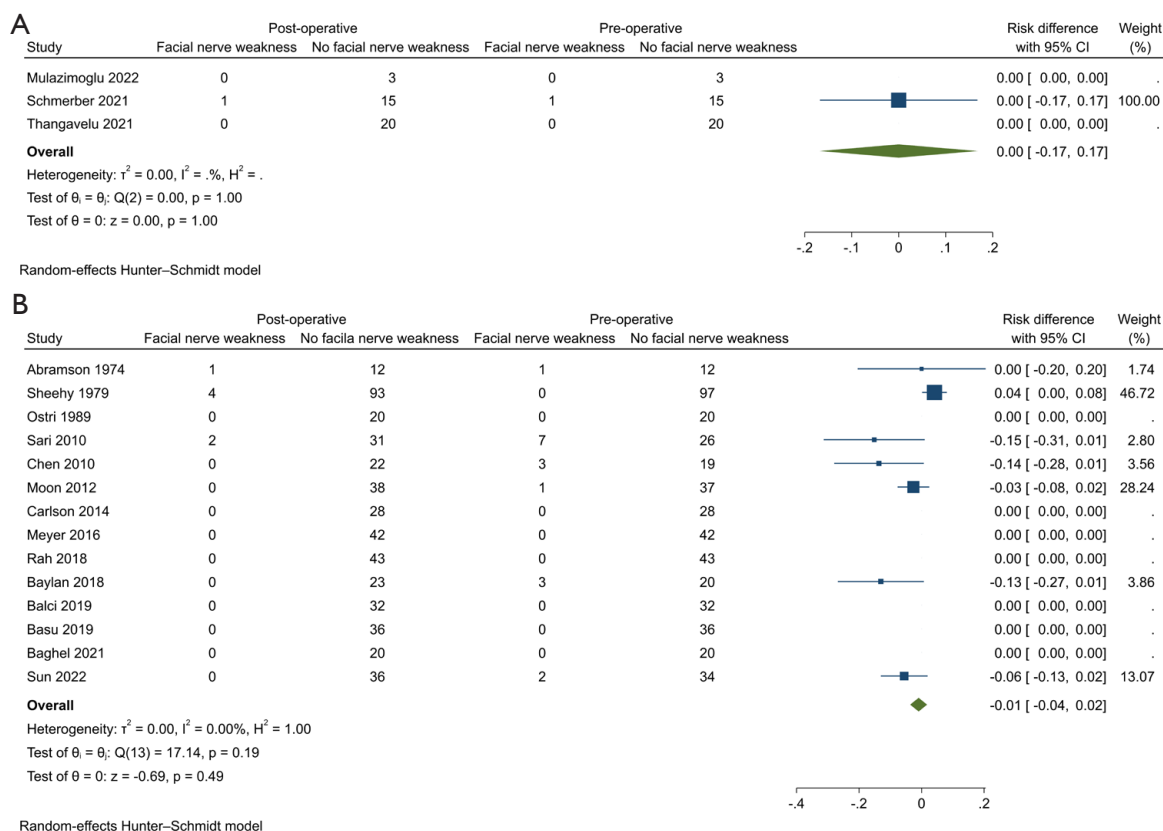 A
Post-operative Pre-operative Risk difference Weight
Study Facial nerve weakness No facial nerve weakness Facial nerve weakness No facial nerve weakness with 95% CI (%)
Mulazimoglu 2022 0 3 0 3 0.00 [ 0.00, 0.00] .
Schmerber 2021 1 15 1 15 0.00 [ -0.17, 0.17] 100.00
Thangavelu 2021 0 20 0 20 0.00 [ 0.00, 0.00] .
Overall 0.00 [ -0.17, 0.17]
Heterogeneity: τ² = 0.00, I² = .%, H² = .
Test of θᵢ = θⱼ: Q(2) = 0.00, p = 1.00
Test of θ = 0: z = 0.00, p = 1.00
-.2 -.1 0 .1 .2
Random-effects Hunter–Schmidt model
B
Post-operative Pre-operative Risk difference Weight
Study Facial nerve weakness No facila nerve weakness Facial nerve weakness No facial nerve weakness with 95% CI (%)
Abramson 1974 1 12 1 12 0.00 [ -0.20, 0.20] 1.74
Sheehy 1979 4 93 0 97 0.04 [ 0.00, 0.08] 46.72
Ostri 1989 0 20 0 20 0.00 [ 0.00, 0.00] .
Sari 2010 2 31 7 26 -0.15 [ -0.31, 0.01] 2.80
Chen 2010 0 22 3 19 -0.14 [ -0.28, 0.01] 3.56
Moon 2012 0 38 1 37 -0.03 [ -0.08, 0.02] 28.24
Carlson 2014 0 28 0 28 0.00 [ 0.00, 0.00] .
Meyer 2016 0 42 0 42 0.00 [ 0.00, 0.00] .
Rah 2018 0 43 0 43 0.00 [ 0.00, 0.00] .
Baylan 2018 0 23 3 20 -0.13 [ -0.27, 0.01] 3.86
Balci 2019 0 32 0 32 0.00 [ 0.00, 0.00] .
Basu 2019 0 36 0 36 0.00 [ 0.00, 0.00] .
Baghel 2021 0 20 0 20 0.00 [ 0.00, 0.00] .
Sun 2022 0 36 2 34 -0.06 [ -0.13, 0.02] 13.07
Overall -0.01 [ -0.04, 0.02]
Heterogeneity: τ² = 0.00, I² = 0.00%, H² = 1.00
Test of θᵢ = θⱼ: Q(13) = 17.14, p = 0.19
Test of θ = 0: z = -0.69, p = 0.49
-.4 -.2 0 .2
Random-effects Hunter–Schmidt model